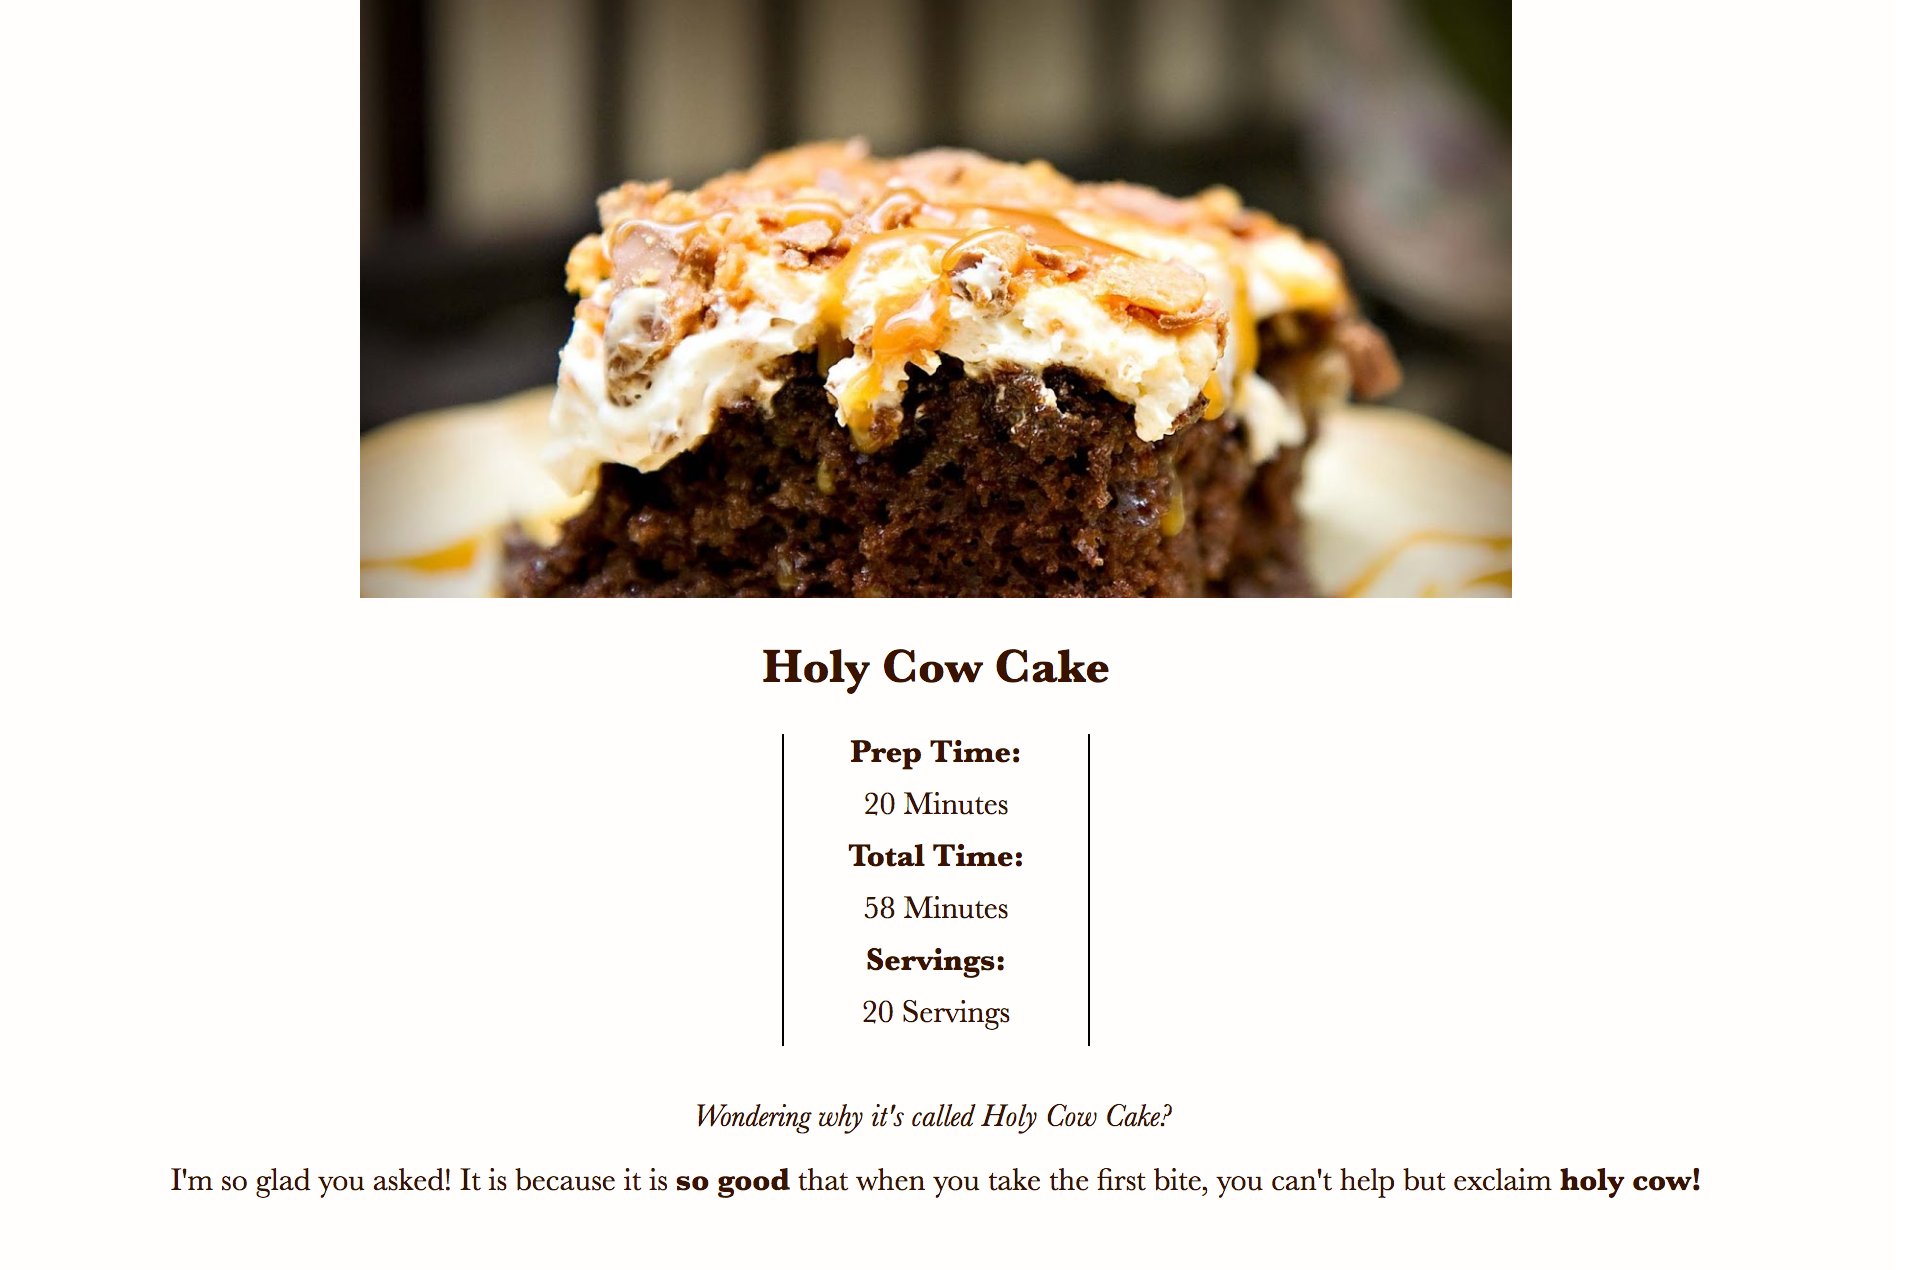 Holy Cow Cake
Prep Time:
20 Minutes
Total Time:
58 Minutes
Servings:
20 Servings
Wondering why it's called Holy Cow Cake?
I'm so glad you asked! It is because it is so good that when you take the first bite, you can't help but exclaim holy cow!